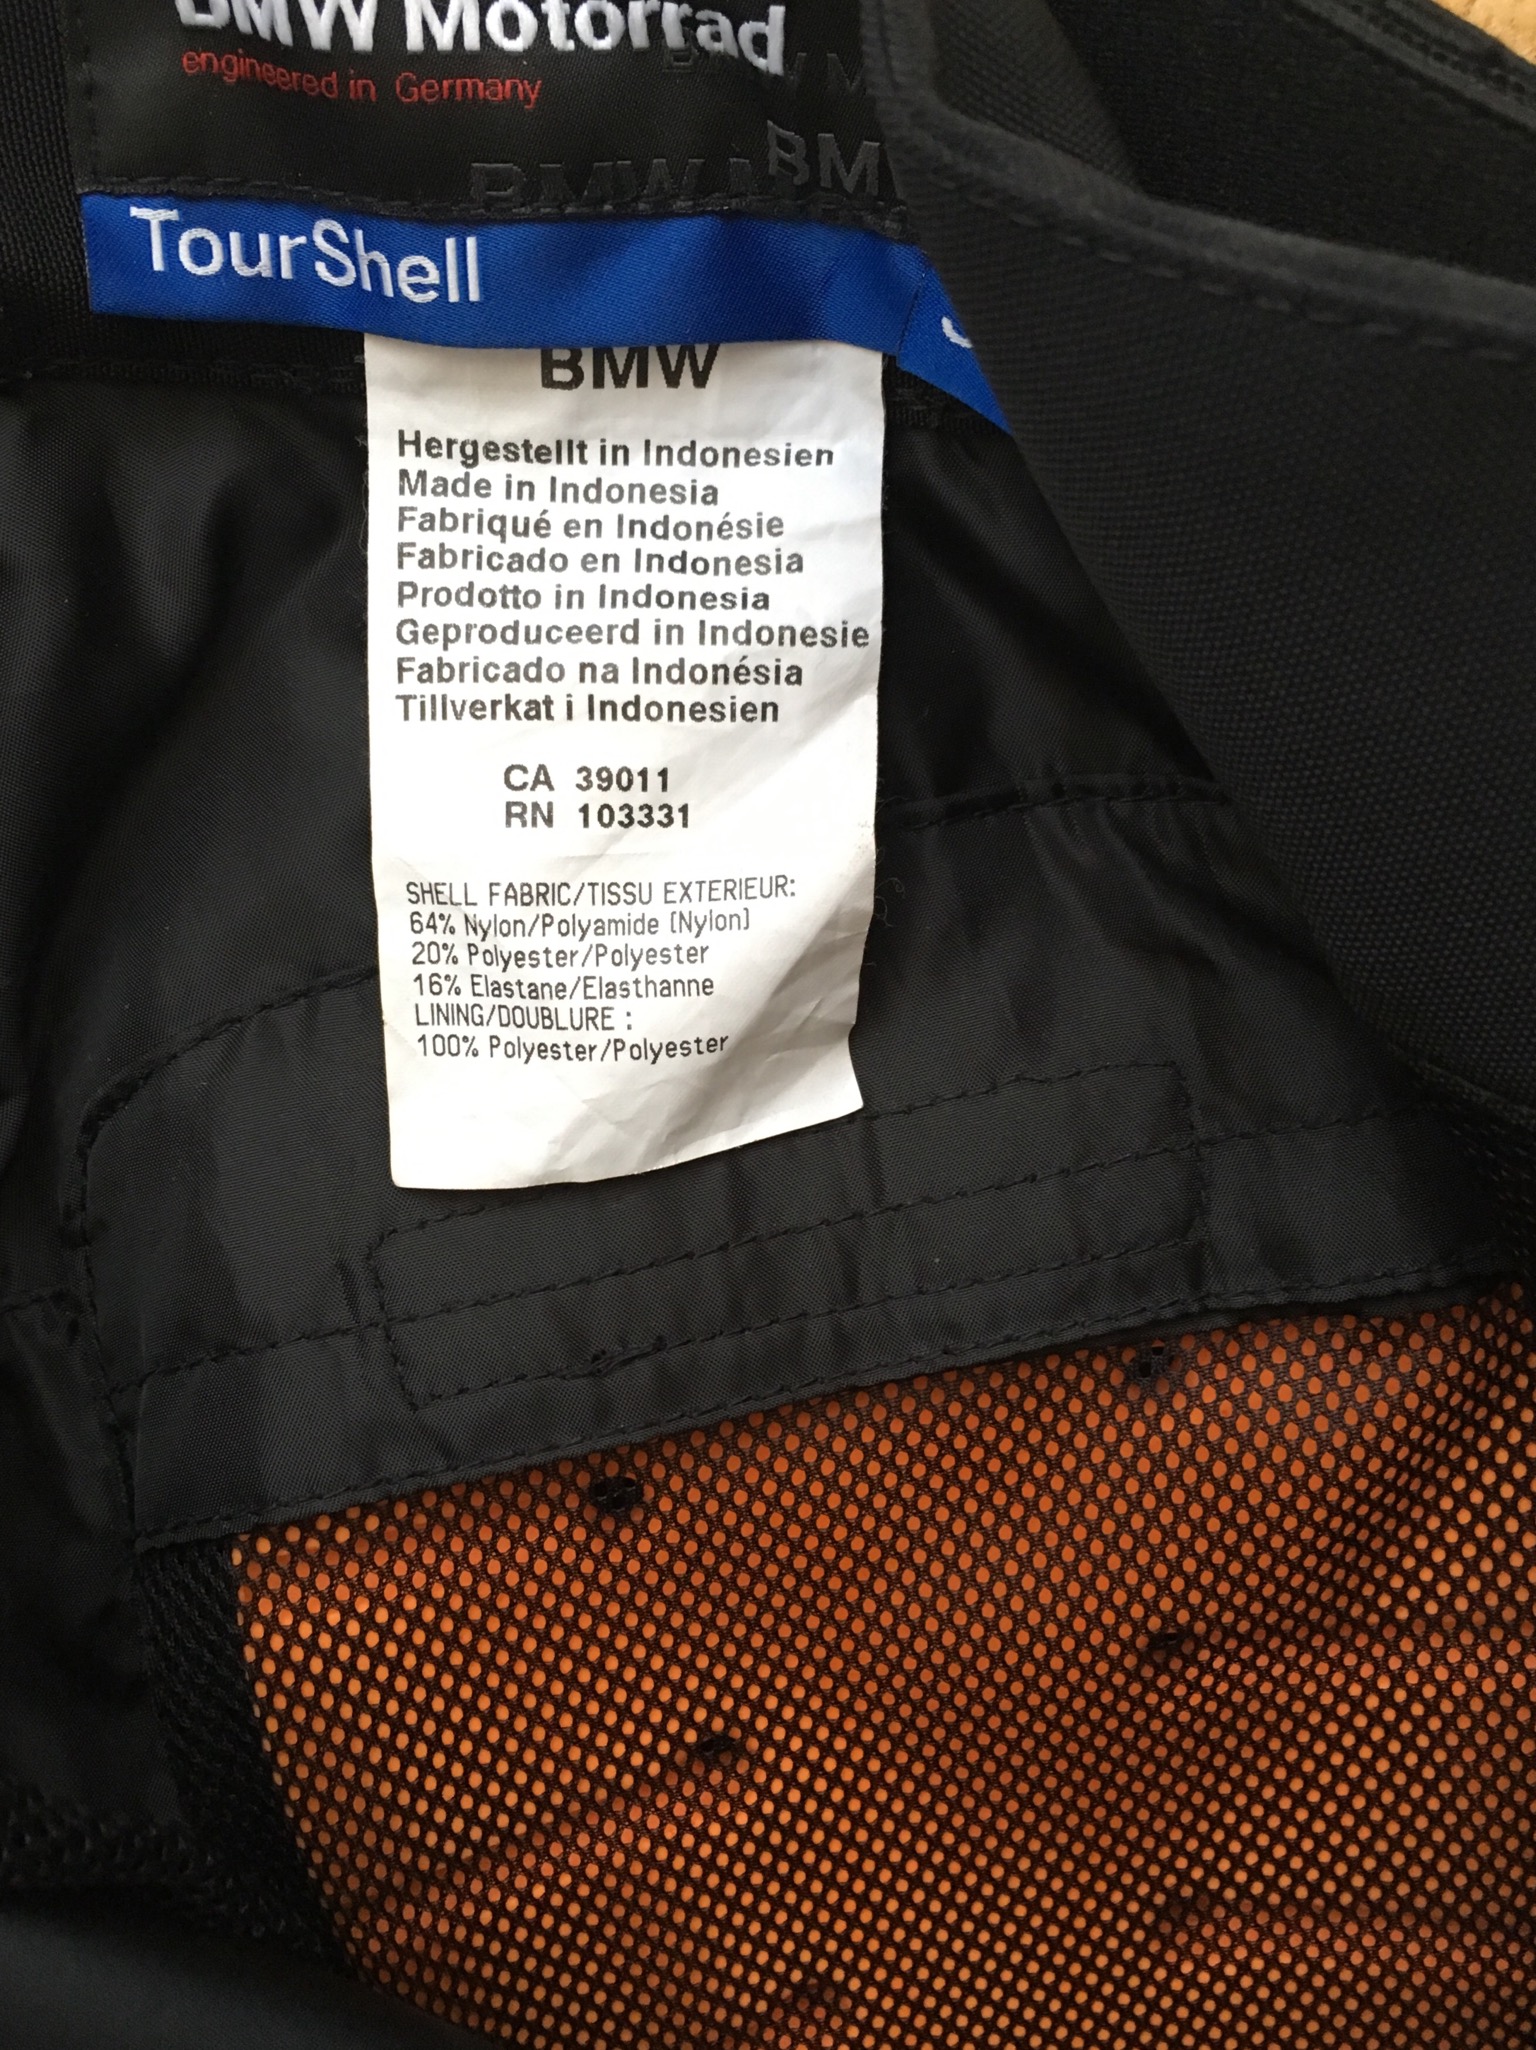 BMW Motorrad
engineered in Germany
BMW M
BM
TourShell
BMW
Hergestellt in Indonesien
Made in Indonesia
Fabriqué en Indonésie
Fabricado en Indonesia
Prodotto in Indonesia
Geproduceerd in Indonesie
Fabricado na Indonésia
Tillverkat i Indonesien
CA 39011
RN 103331
SHELL FABRIC/TISSU EXTERIEUR:
64% Nylon/Polyamide (Nylon)
20% Polyester/Polyester
16% Elastane/Elasthanne
LINING/DOUBLURE :
100% Polyester/Polyester